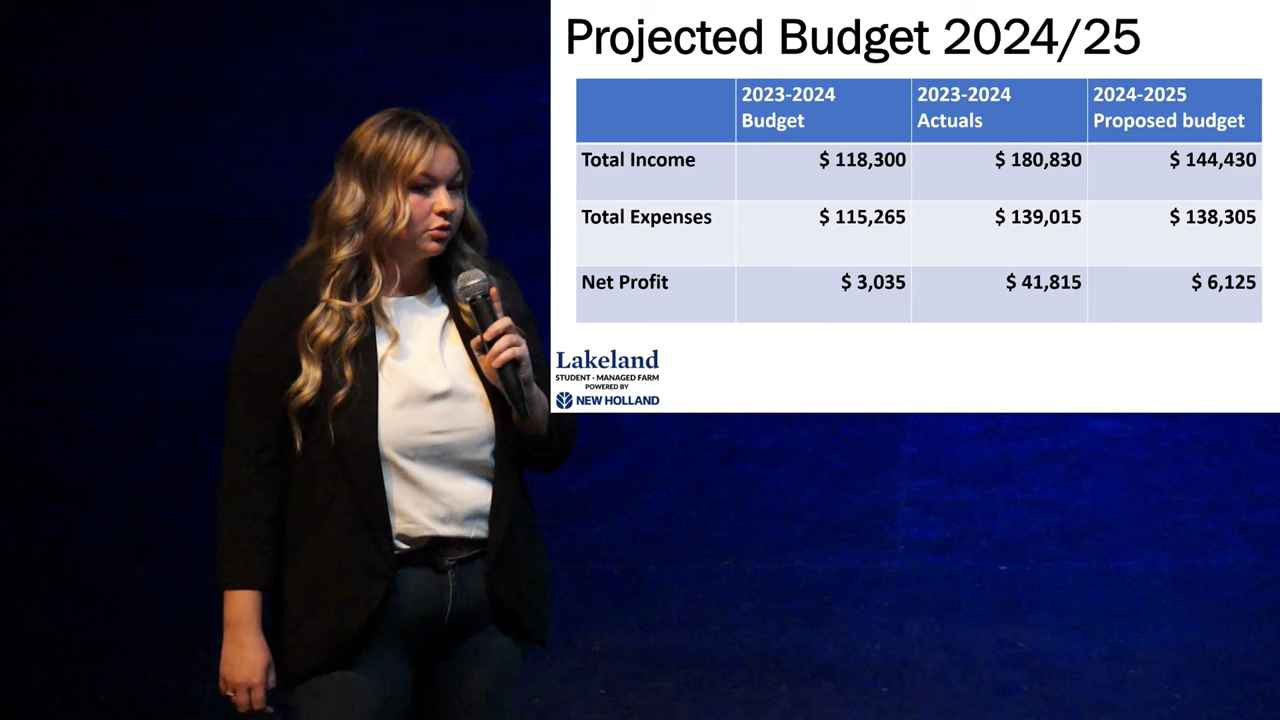 Projected Budget 2024/25
2023-2024 Budget 2023-2024 Actuals 2024-2025 Proposed budget
Total Income $ 118,300 $ 180,830 $ 144,430
Total Expenses $ 115,265 $ 139,015 $ 138,305
Net Profit $ 3,035 $ 41,815 $ 6,125
Lakeland
STUDENT - MANAGED FARM
POWERED BY
NEW HOLLAND